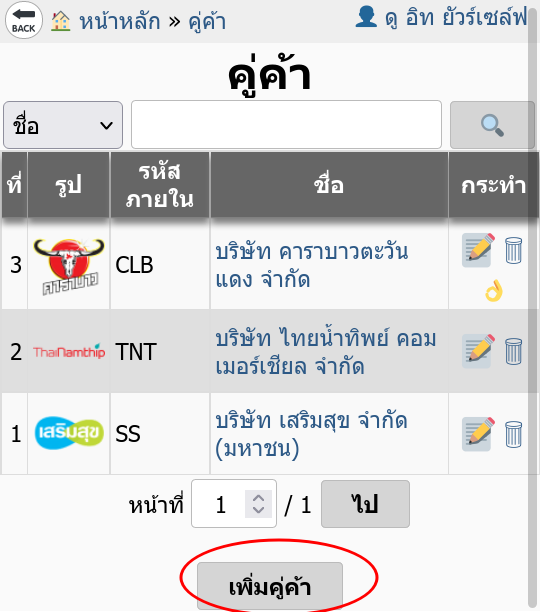 BACK หน้าหลัก » คู่ค้า ดู อิท ยัวร์เซล์ฟ
คู่ค้า
ชื่อ
ที่ รูป รหัส ภายใน ชื่อ กระทำ
3 คาราบาว CLB บริษัท คาราบาวตะวัน
แดง จำกัด
2 ThaiNamthip TNT บริษัท ไทยน้ำทิพย์ คอม
เมอร์เชียล จำกัด
1 เสริมสุข SS บริษัท เสริมสุข จำกัด
(มหาชน)
หน้าที่ 1 / 1 ไป
เพิ่มคู่ค้า